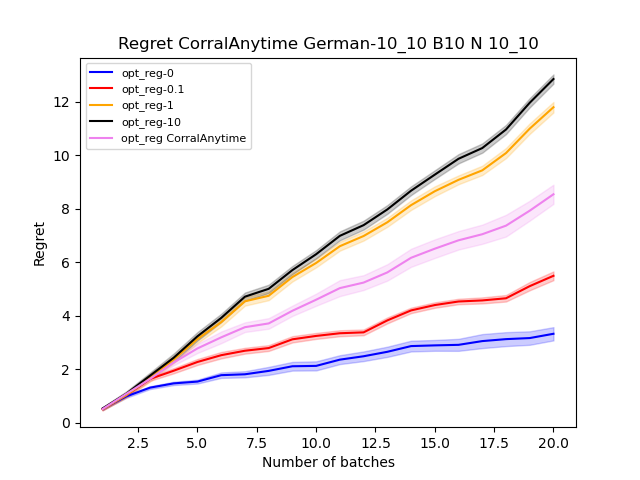 Regret CorralAnytime German-10_10 B10 N 10_10
opt_reg-0
opt_reg-0.1
opt_reg-1
opt_reg-10
opt_reg CorralAnytime
Regret
12
10
8
6
4
2
0
2.5 5.0 7.5 10.0 12.5 15.0 17.5 20.0
Number of batches